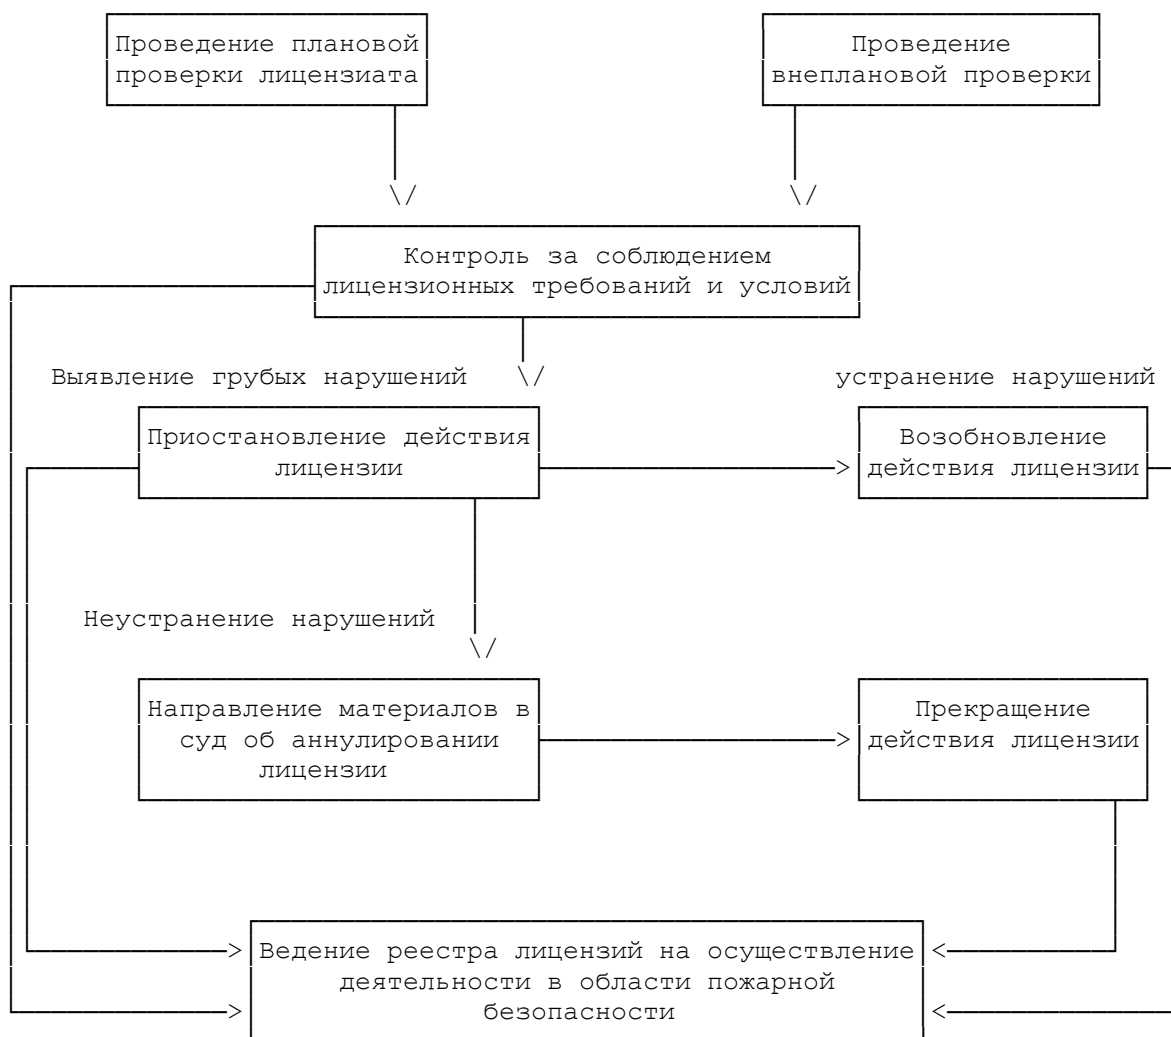 Проведение плановой
проверки лицензиата
Проведение
внеплановой проверки
Контроль за соблюдением
лицензионных требований и условий
Выявление грубых нарушений
устранение нарушений
Приостановление действия
лицензии
Возобновление
действия лицензии
Неустранение нарушений
Направление материалов в
суд об аннулировании
лицензии
Прекращение
действия лицензии
Ведение реестра лицензий на осуществление
деятельности в области пожарной
безопасности